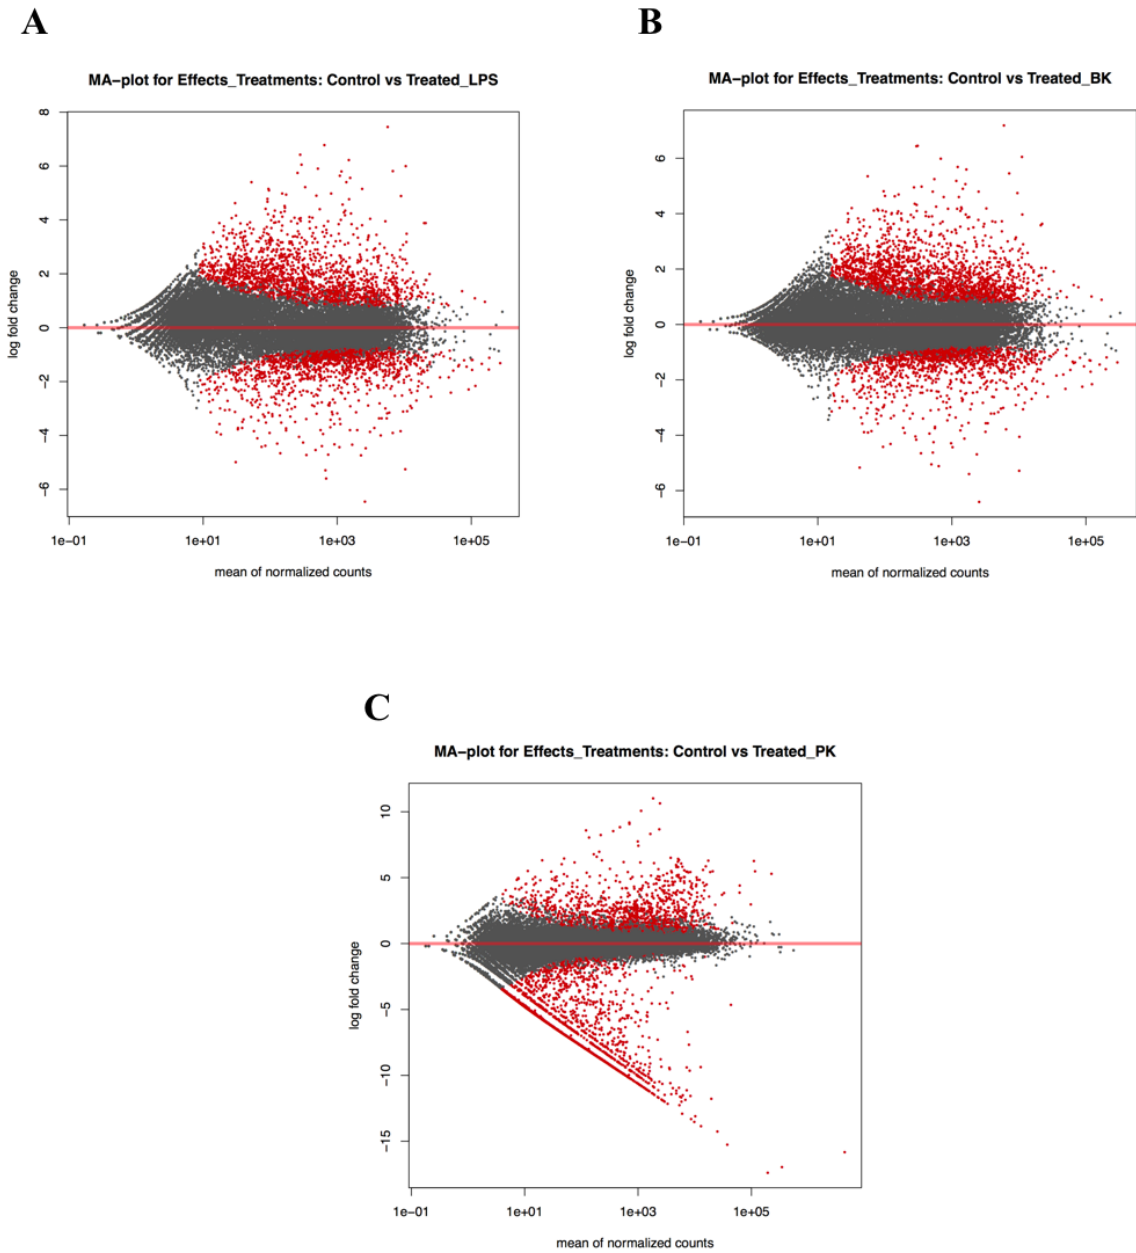 A
MA-plot for Effects_Treatments: Control vs Treated_LPS
log fold change
8
6
4
2
0
-2
-4
-6
1e-01
1e+01
1e+03
1e+05
mean of normalized counts
B
MA-plot for Effects_Treatments: Control vs Treated_BK
log fold change
6
4
2
0
-2
-4
-6
1e-01
1e+01
1e+03
1e+05
mean of normalized counts
C
MA-plot for Effects_Treatments: Control vs Treated_PK
log fold change
10
5
0
-5
-10
-15
1e-01
1e+01
1e+03
1e+05
mean of normalized counts